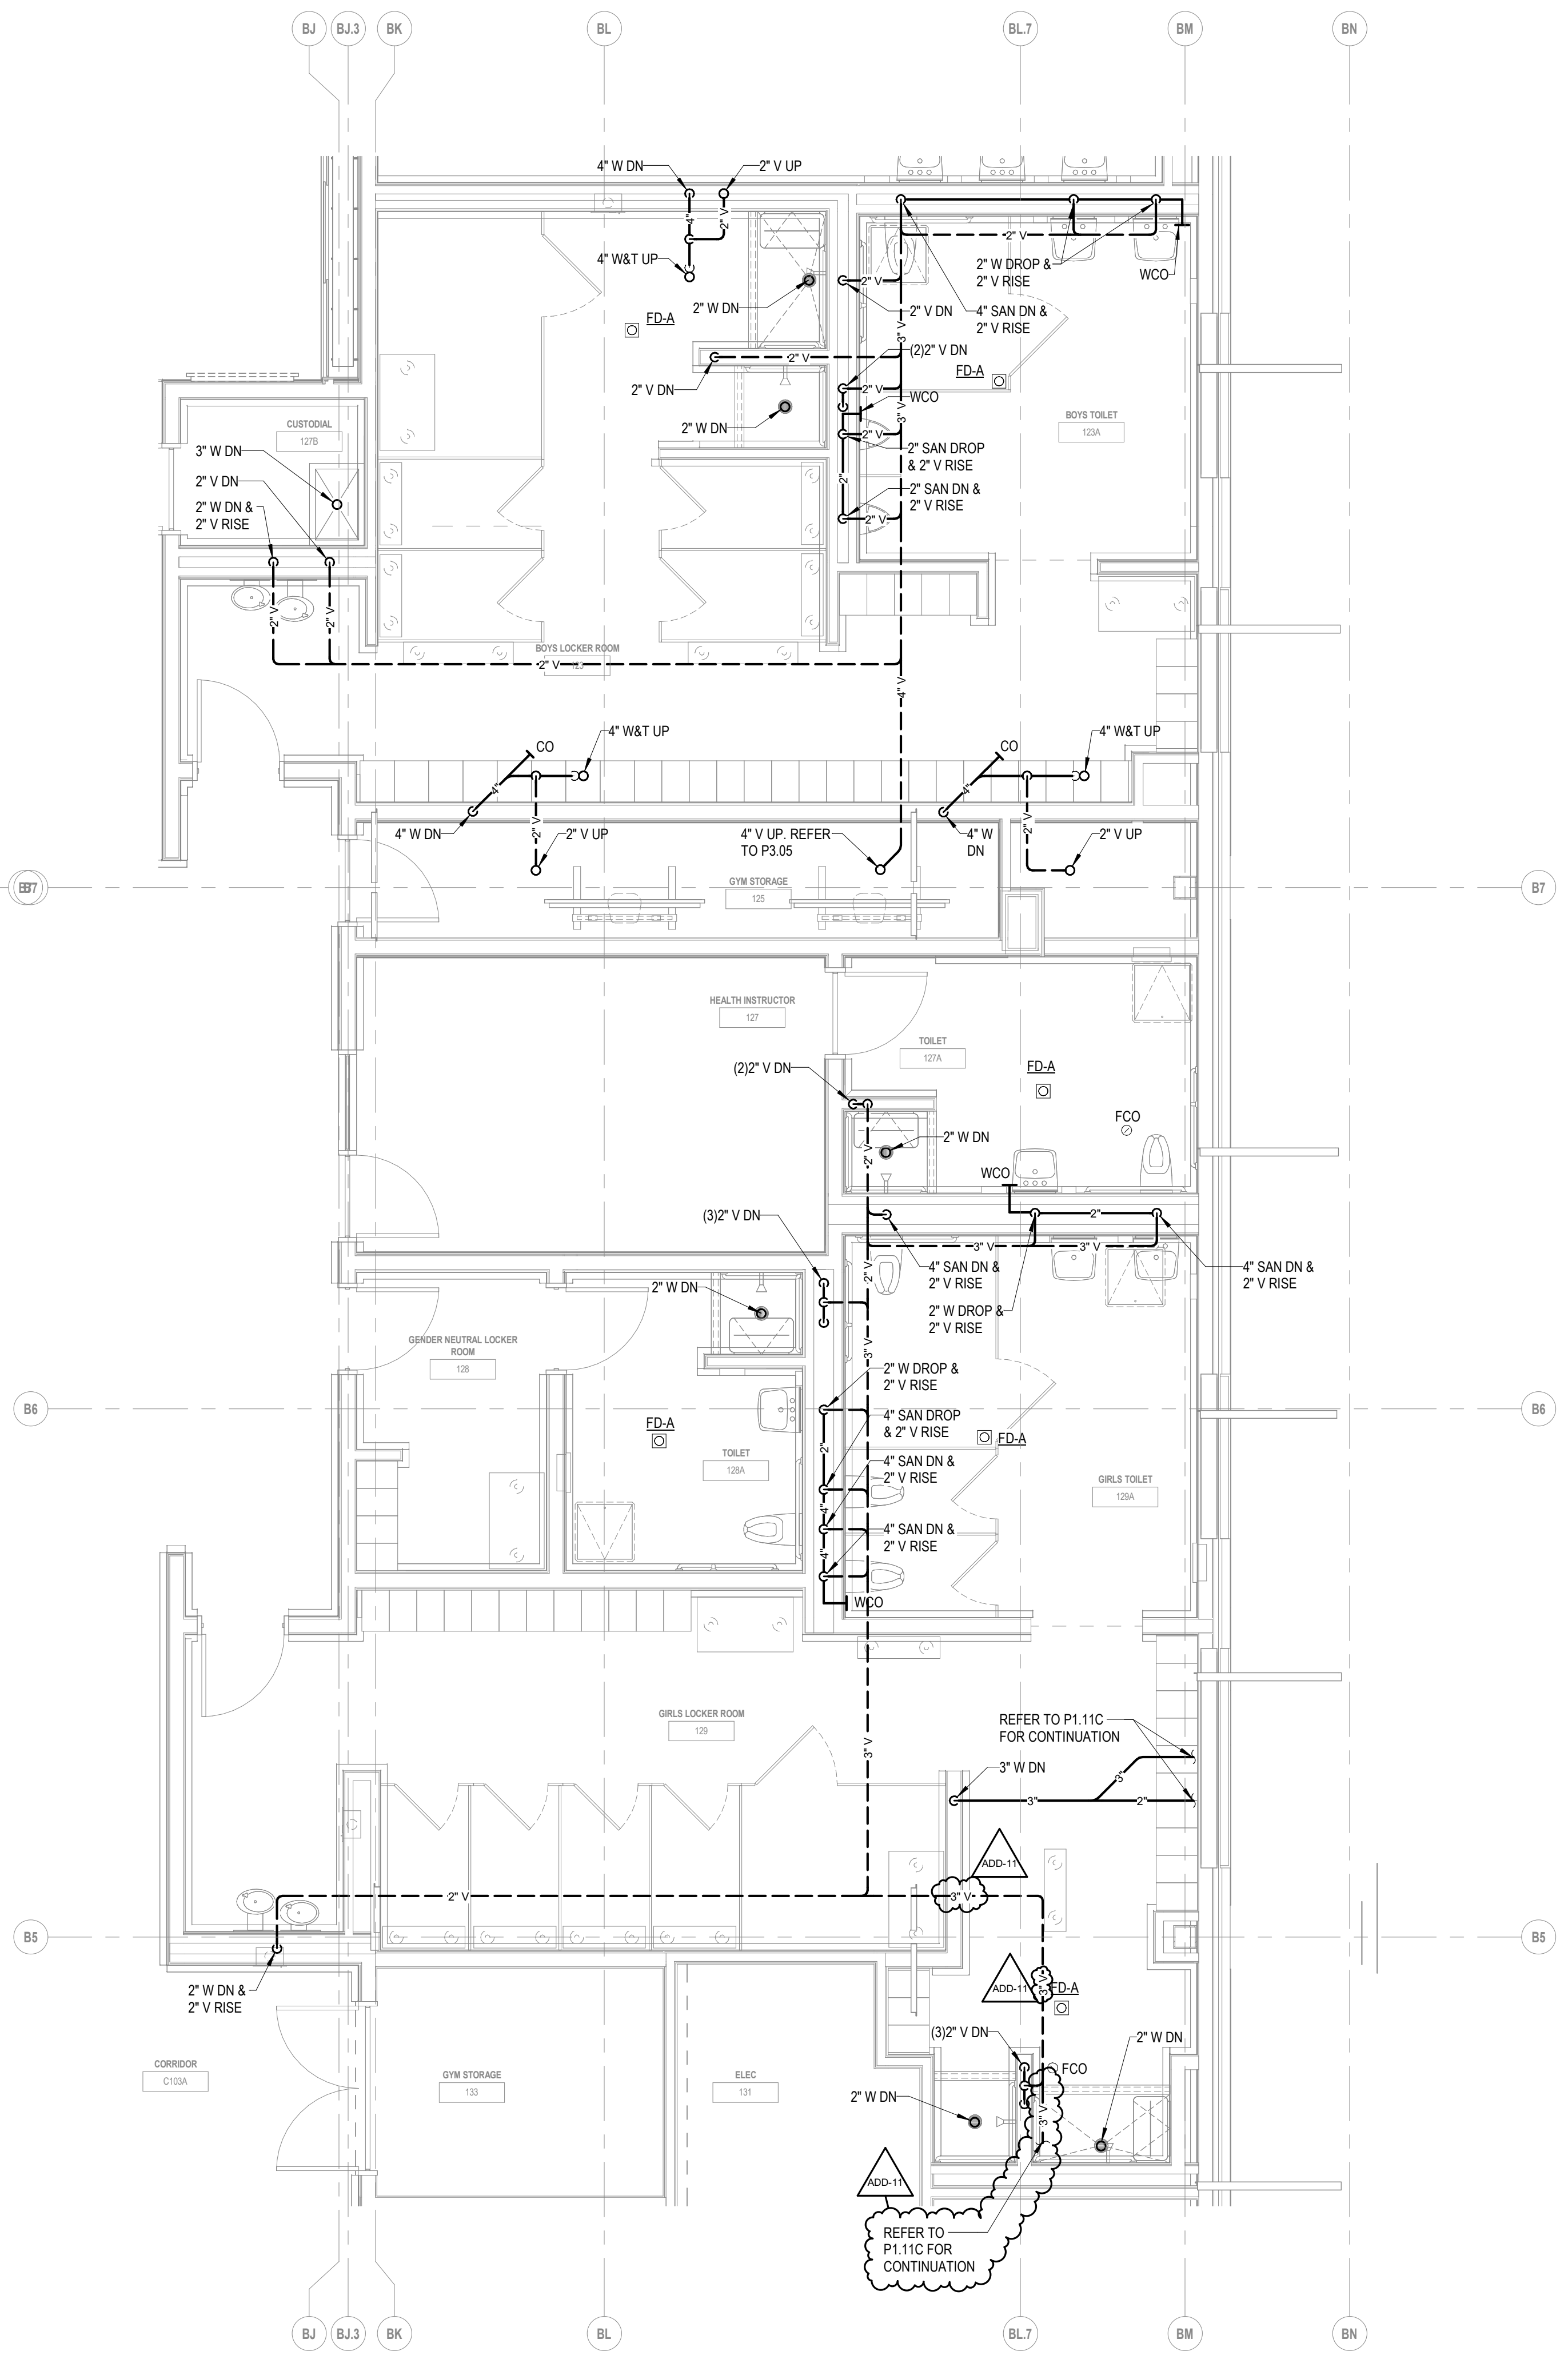 BJ
BJ.3
BK
BL
BL.7
BM
BN
4" W DN
2" V UP
4"
2" V
4" W&T UP
2" W DN
FD-A
2" V
2" W DROP &
2" V RISE
WCO
2" V
2" V DN
4" SAN DN &
2" V RISE
3" V
(2)2" V DN
2" V
2" V DN
FD-A
2" V
WCO
3" V
2" W DN
2" V
BOYS TOILET
123A
CUSTODIAL
127B
3" W DN
2" SAN DROP
& 2" V RISE
2"
2" V DN
2" SAN DN &
2" V RISE
2" W DN &
2" V RISE
2" V
2" V
2" V
BOYS LOCKER ROOM
123
2" V
4" V
CO
4" W&T UP
CO
4" W&T UP
4"
4"
4" W DN
2" V
2" V UP
4" V UP. REFER
TO P3.05
4" W
DN
2" V
2" V UP
B7
GYM STORAGE
125
B7
HEALTH INSTRUCTOR
127
TOILET
127A
(2)2" V DN
FD-A
FCO
2" W DN
2" V
WCO
(3)2" V DN
2"
3" V
3" V
2" V
4" SAN DN &
2" V RISE
4" SAN DN &
2" V RISE
2" W DN
2" W DROP &
2" V RISE
GENDER NEUTRAL LOCKER
ROOM
128
3" V
2" W DROP &
2" V RISE
B6
B6
FD-A
4" SAN DROP
& 2" V RISE
FD-A
2"
TOILET
128A
4" SAN DN &
2" V RISE
GIRLS TOILET
129A
4"
4" SAN DN &
2" V RISE
4"
WCO
GIRLS LOCKER ROOM
129
REFER TO P1.11C
FOR CONTINUATION
3" V
3" W DN
3"
3"
2"
ADD-11
2" V
3" V
B5
B5
2" W DN &
2" V RISE
ADD-11
3" V
FD-A
(3)2" V DN
2" W DN
CORRIDOR
C103A
GYM STORAGE
133
ELEC
131
FCO
2" W DN
3" V
ADD-11
REFER TO
P1.11C FOR
CONTINUATION
BJ
BJ.3
BK
BL
BL.7
BM
BN